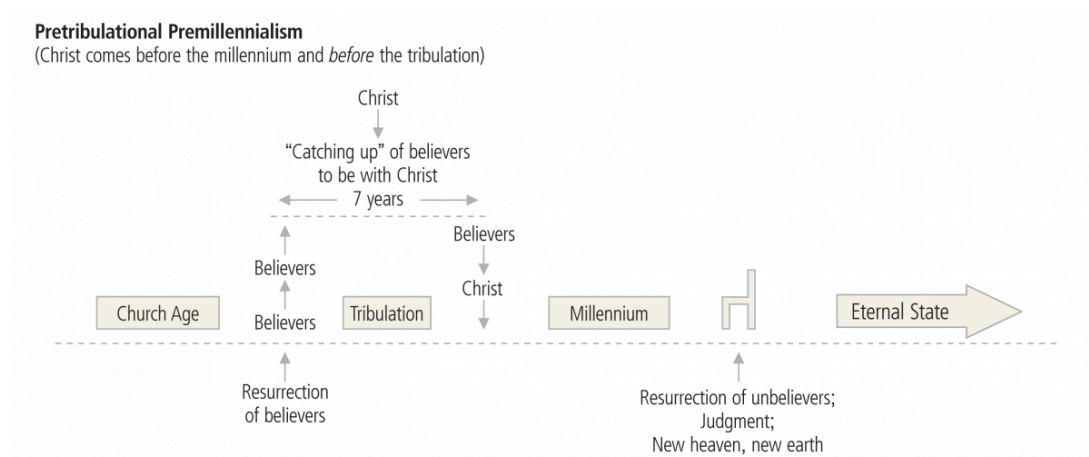 Pretribulational Premillennialism
(Christ comes before the millennium and before the tribulation)
Christ
“Catching up” of believers
to be with Christ
7 years
Believers
Believers
Christ
Church Age
Believers
Tribulation
Millennium
Eternal State
Resurrection
of believers
Resurrection of unbelievers;
Judgment;
New heaven, new earth